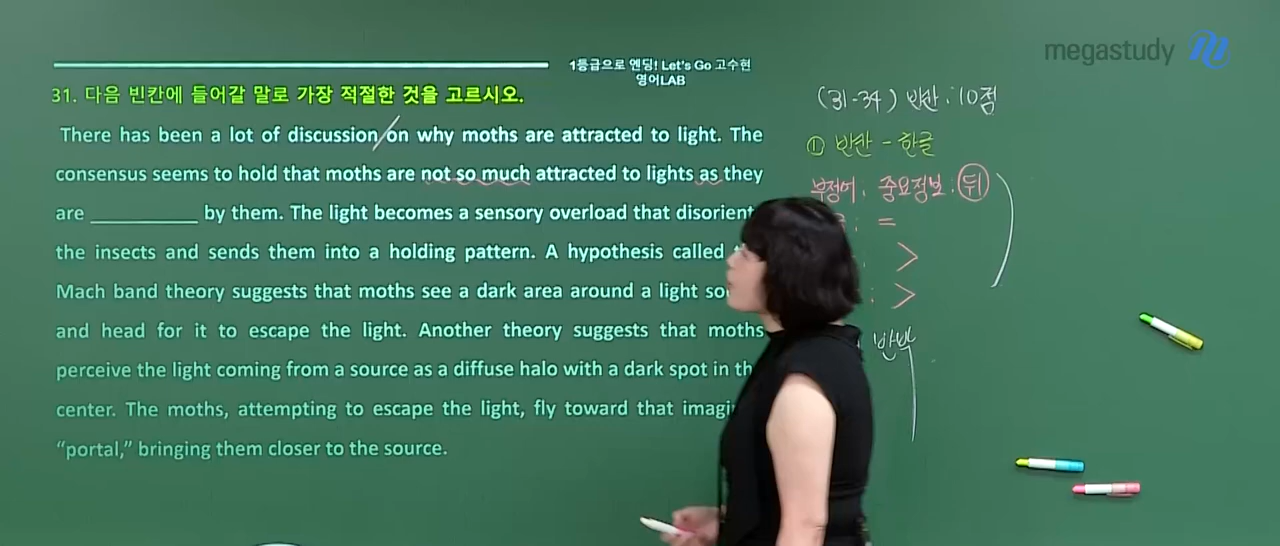 megastudy
1등급으로 엔딩! Let's Go 고수현
영어LAB
31. 다음 빈칸에 들어갈 말로 가장 적절한 것을 고르시오.
There has been a lot of discussion on why moths are attracted to light. The
consensus seems to hold that moths are not so much attracted to lights as they
are __________ by them. The light becomes a sensory overload that disorient
the insects and sends them into a holding pattern. A hypothesis called
Mach band theory suggests that moths see a dark area around a light so
and head for it to escape the light. Another theory suggests that moths
perceive the light coming from a source as a diffuse halo with a dark spot in th
center. The moths, attempting to escape the light, fly toward that imagi
“portal,” bringing them closer to the source.
(31-34) 빈칸 : 10점
① 빈칸 - 한글
부정어, 중요정보. 뒤
: =
>
: >
반박